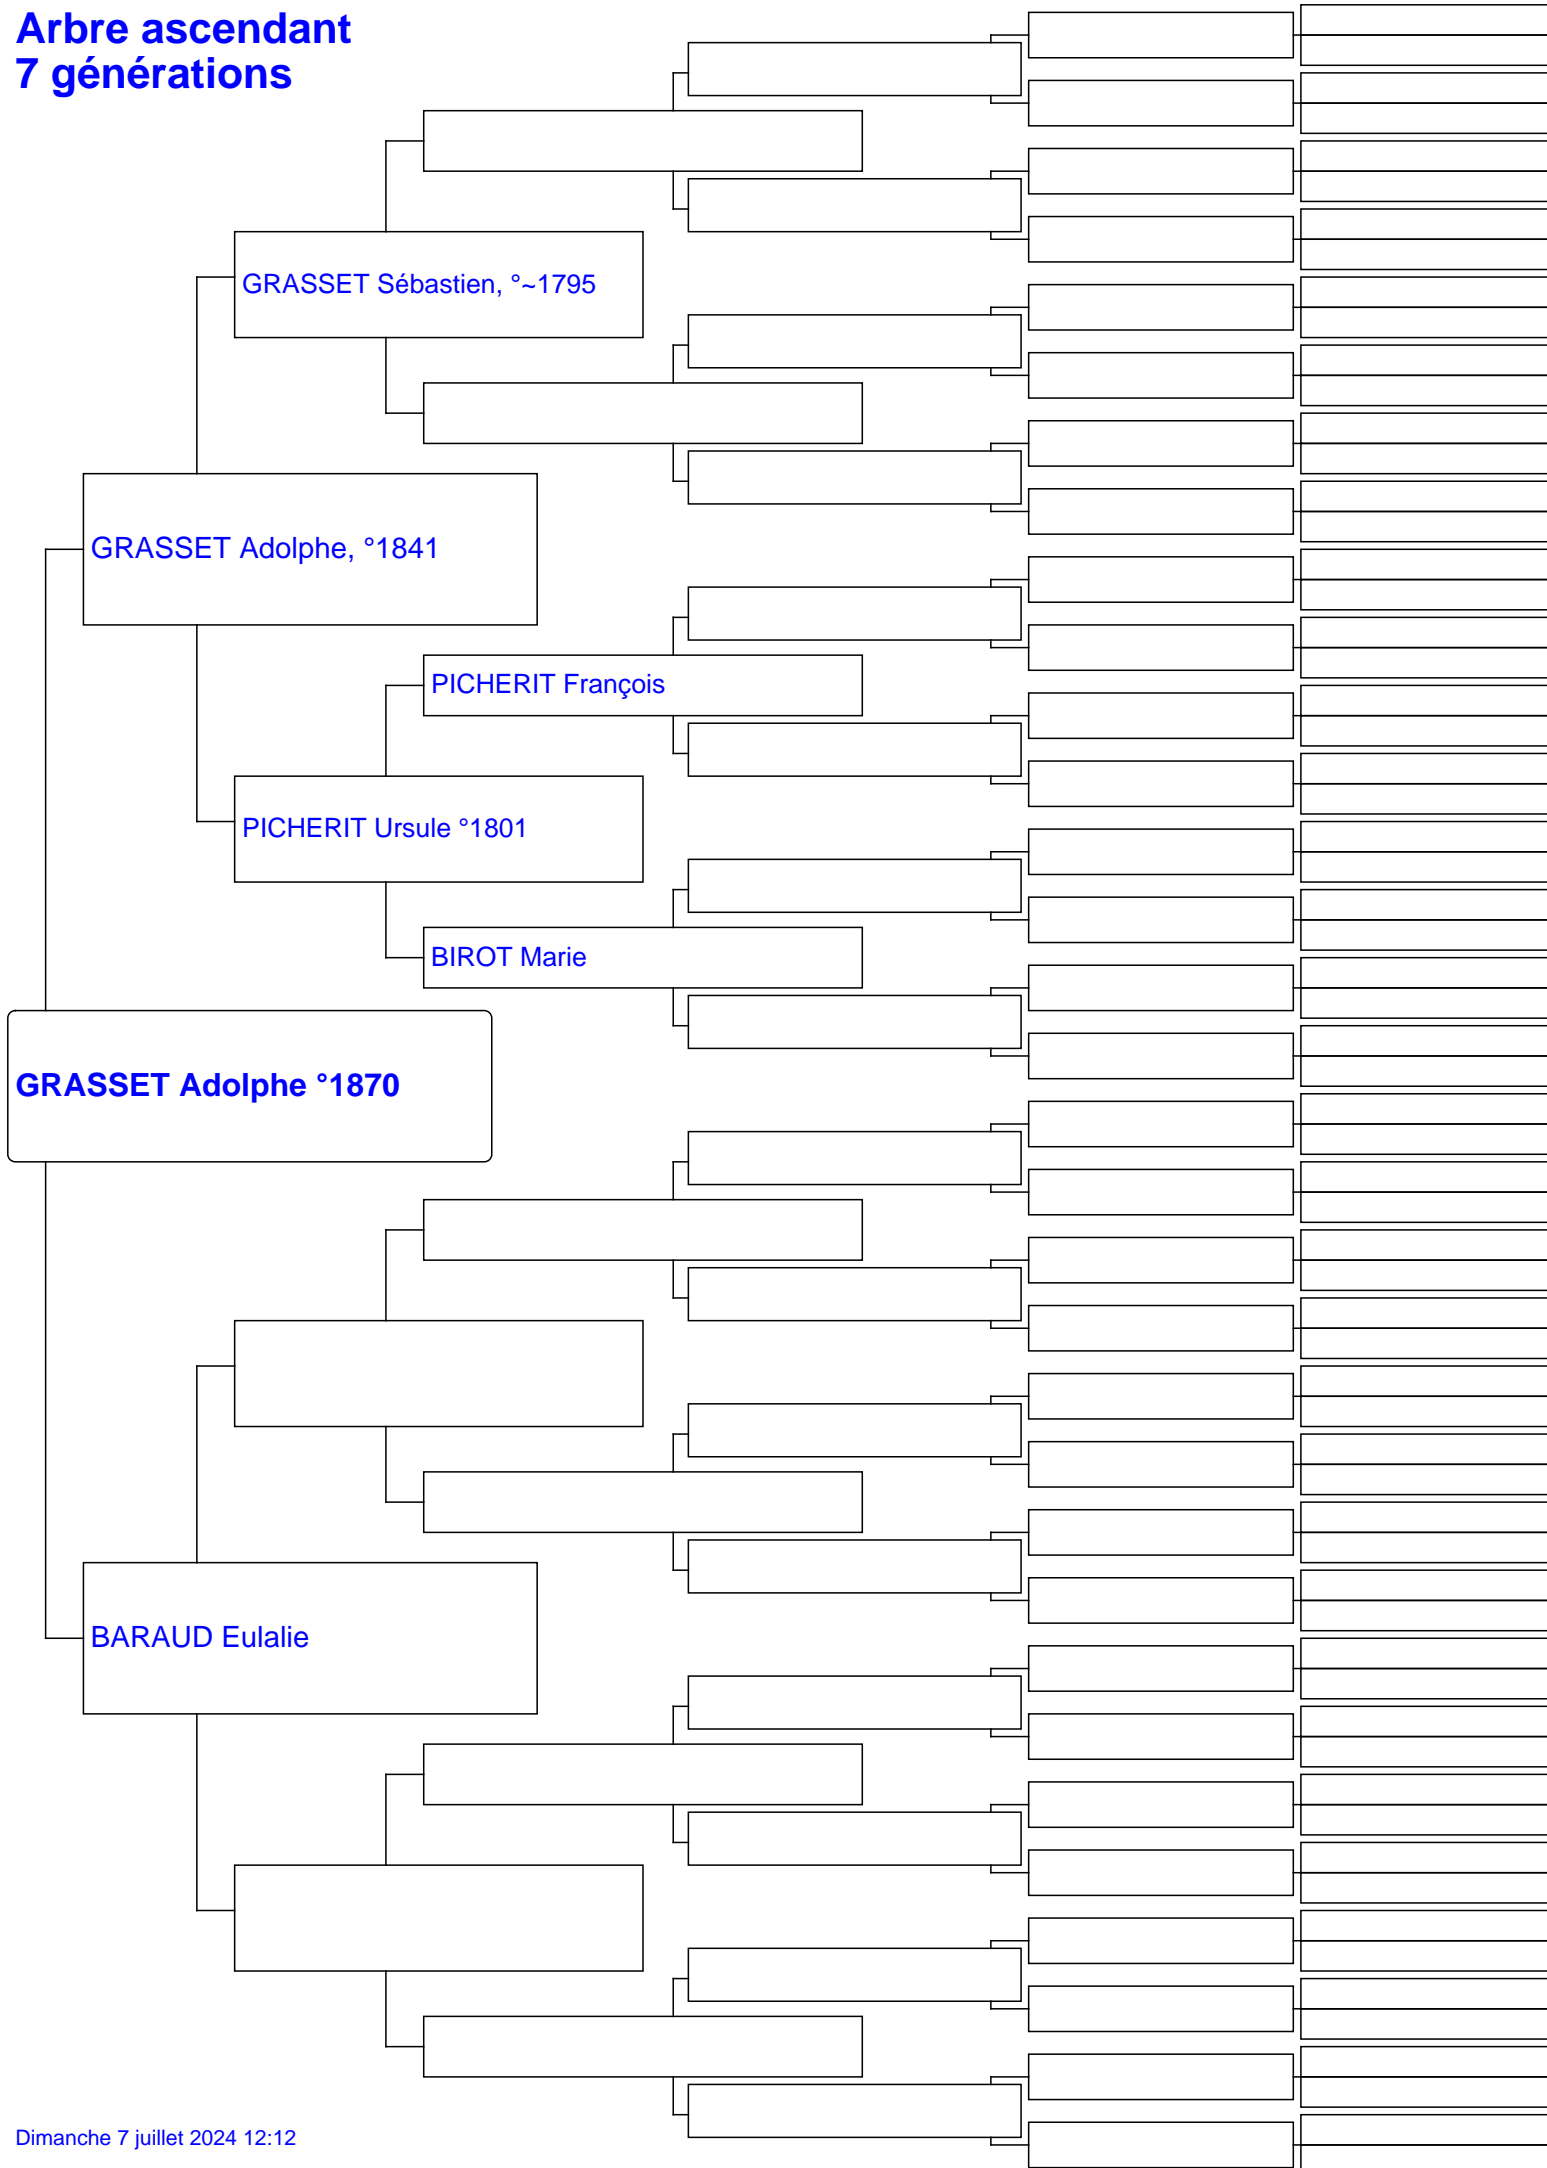 Arbre ascendant
7 générations
GRASSET Sébastien, °~1795
GRASSET Adolphe, °1841
PICHERIT François
PICHERIT Ursule °1801
BIROT Marie
GRASSET Adolphe °1870
BARAUD Eulalie
Dimanche 7 juillet 2024 12:12